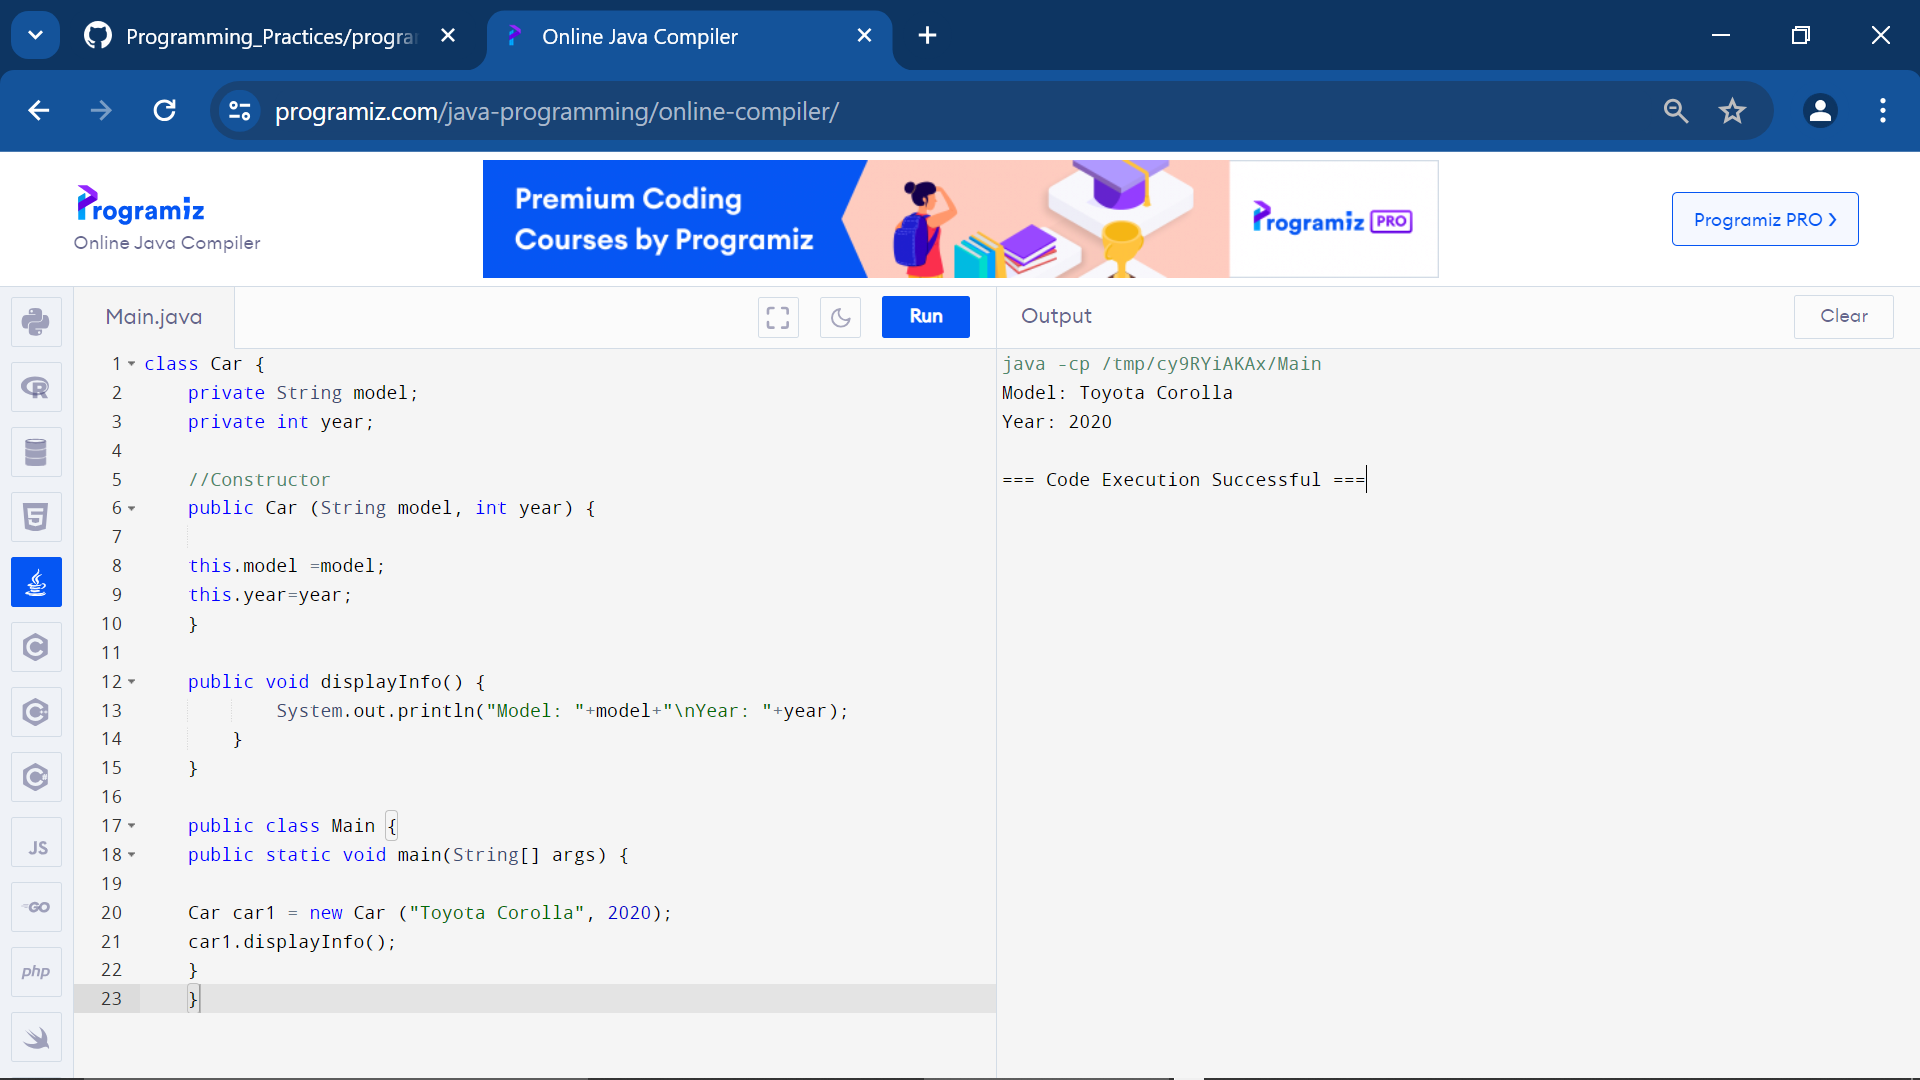 Programming_Practices/progra
Online Java Compiler
programiz.com/java-programming/online-compiler/
Programiz
Online Java Compiler
Premium Coding
Courses by Programiz
Programiz PRO
Programiz PRO
Main.java
Run
Output
Clear
1 class Car {
2 private String model;
3 private int year;
4
5 //Constructor
6 public Car (String model, int year) {
7
8 this.model =model;
9 this.year=year;
10 }
11
12 public void displayInfo() {
13 System.out.println("Model: "+model+"\nYear: "+year);
14 }
15 }
16
17 public class Main {
18 public static void main(String[] args) {
19
20 Car car1 = new Car ("Toyota Corolla", 2020);
21 car1.displayInfo();
22 }
23 }
java -cp /tmp/cy9RYiAKAx/Main
Model: Toyota Corolla
Year: 2020
=== Code Execution Successful ===
R
5
C
C
C#
JS
GO
php